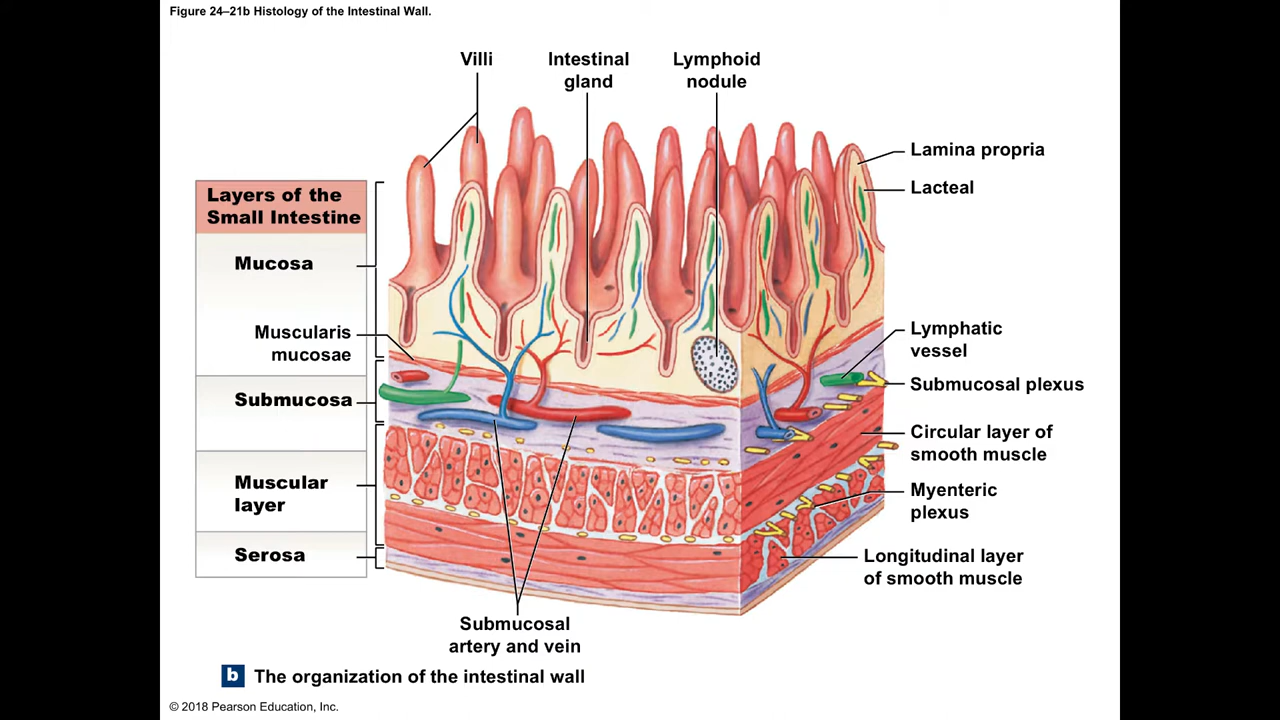 Figure 24–21b Histology of the Intestinal Wall.
Villi
Intestinal
gland
Lymphoid
nodule
Lamina propria
Lacteal
Layers of the
Small Intestine
Mucosa
Muscularis
mucosae
Submucosa
Muscular
layer
Serosa
Lymphatic
vessel
Submucosal plexus
Circular layer of
smooth muscle
Myenteric
plexus
Longitudinal layer
of smooth muscle
Submucosal
artery and vein
b The organization of the intestinal wall
© 2018 Pearson Education, Inc.